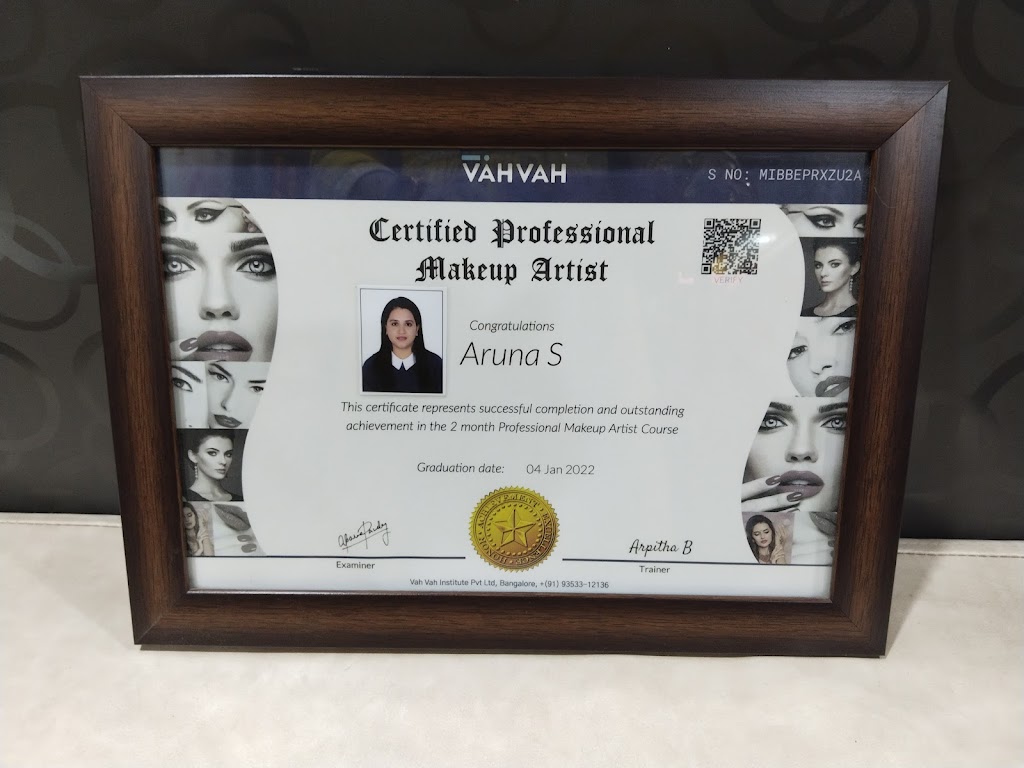 VAHVAH
S NO: MIBBEPRXZU2A
Certified Professional
Makeup Artist
VERIFY
Congratulations
Aruna S
This certificate represents successful completion and outstanding
achievement in the 2 month Professional Makeup Artist Course
Graduation date: 04 Jan 2022
Arpitha B
Examiner
Trainer
Vah Vah Institute Pvt Ltd, Bangalore, +(91) 93533-12136